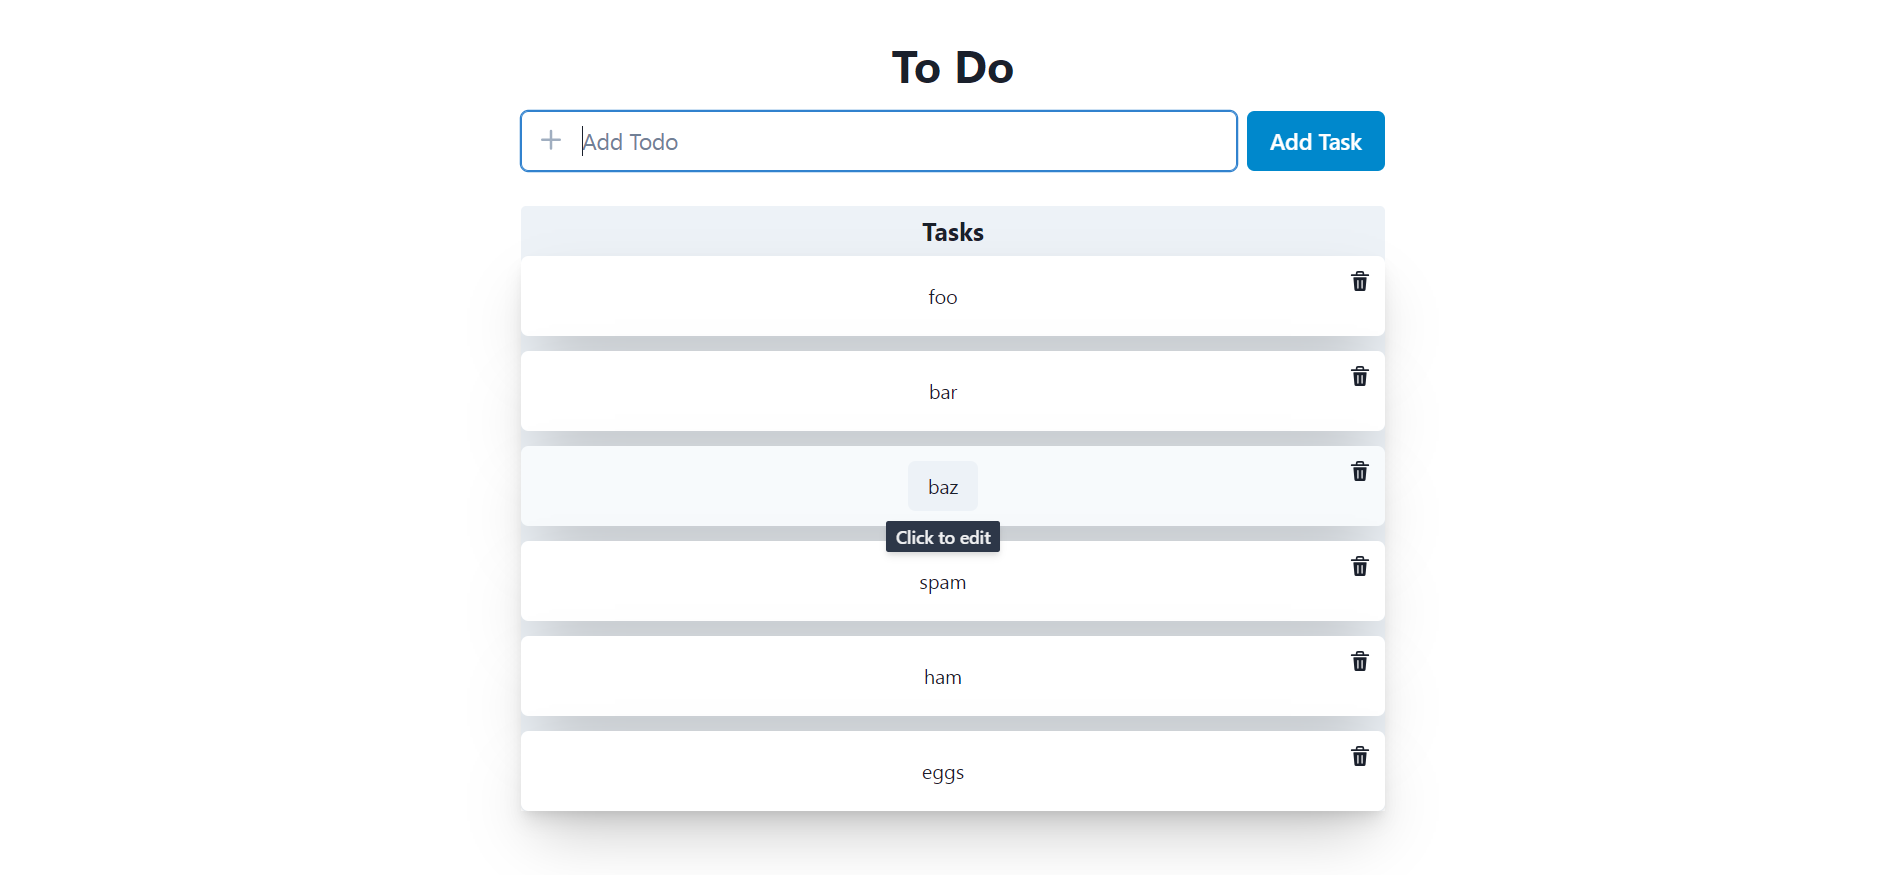 To Do
Add Todo
Add Task
Tasks
foo
bar
baz
Click to edit
spam
ham
eggs